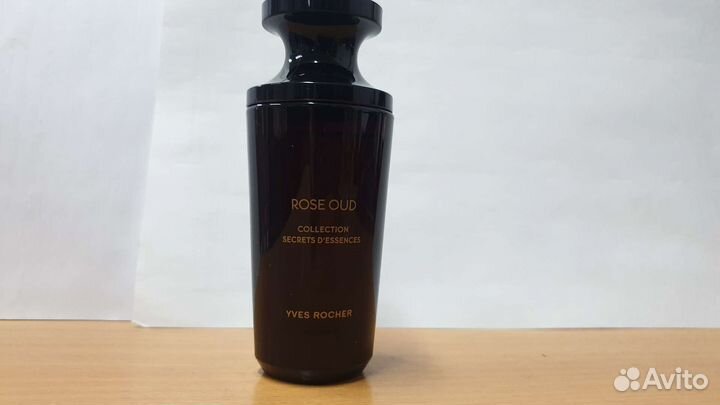 ROSE OUD
COLLECTION
SECRETS D'ESSENCES
YVES ROCHER
Avito